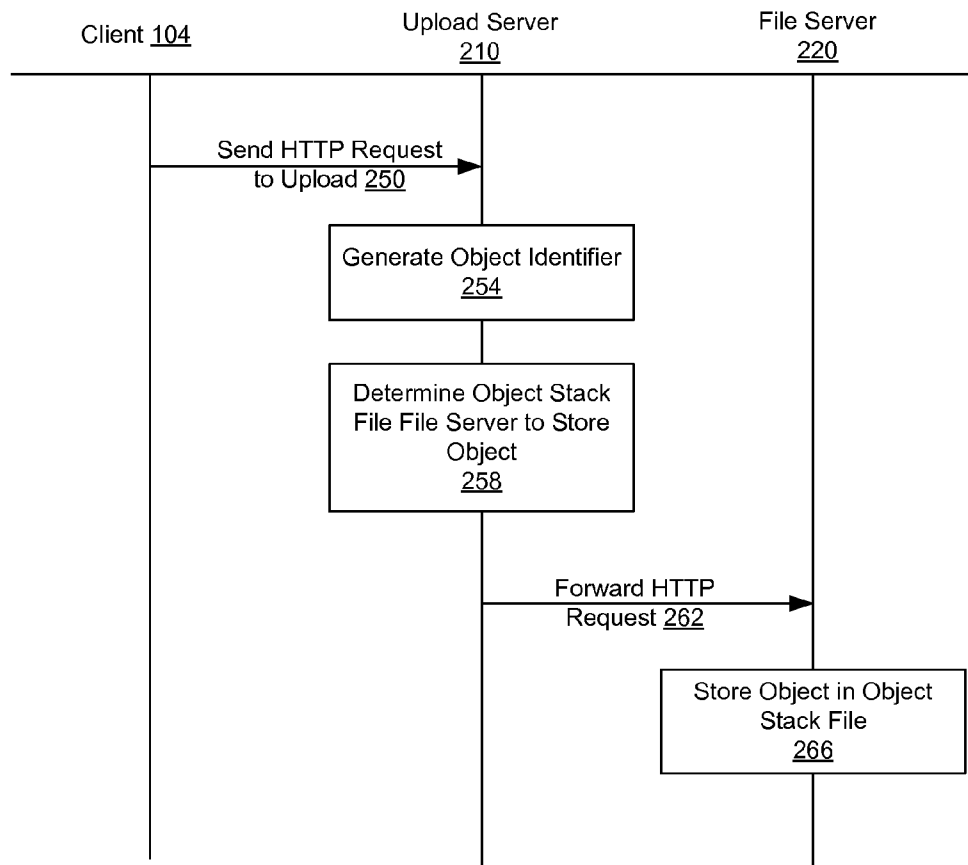 Client 104
Upload Server
210
File Server
220
Send HTTP Request
to Upload 250
Generate Object Identifier
254
Determine Object Stack
File File Server to Store
Object
258
Forward HTTP
Request 262
Store Object in Object
Stack File
266